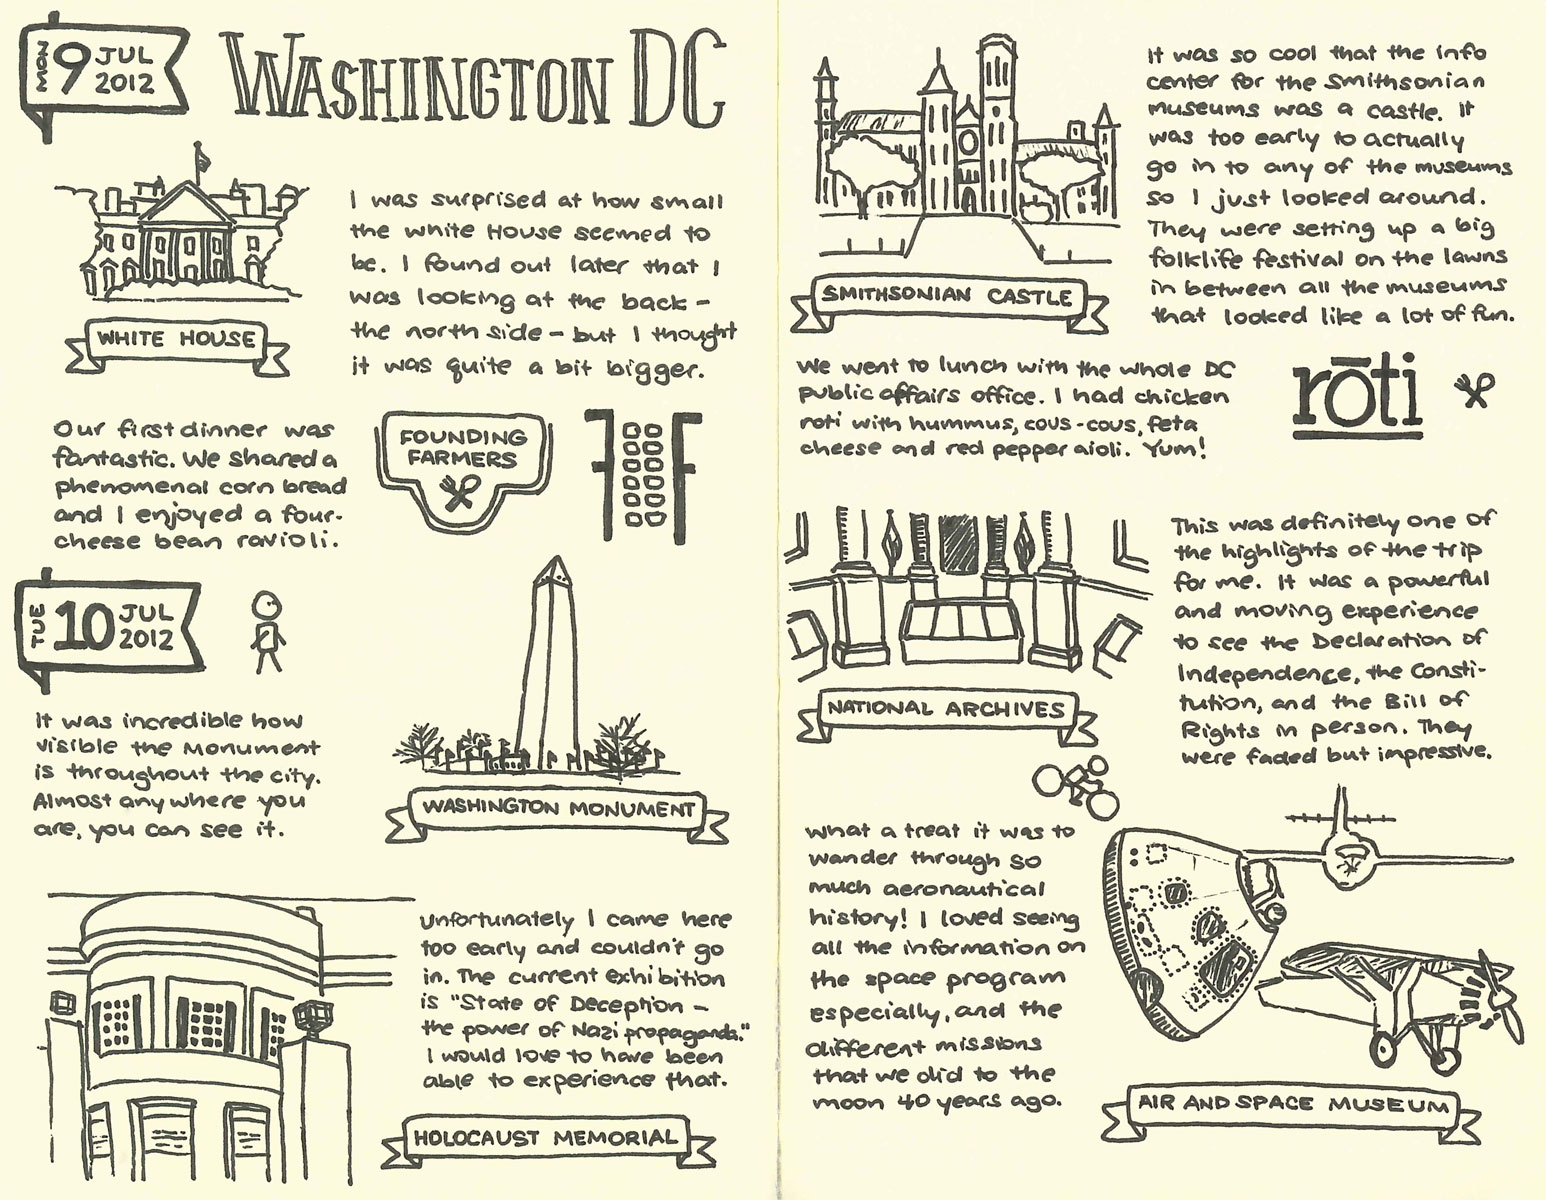 MON 9 JUL 2012
WASHINGTON DC
I was surprised at how small
the White House seemed to
be. I found out later that I
was looking at the back –
the north side – but I thought
it was quite a bit bigger.
WHITE HOUSE
Our first dinner was
fantastic. We shared a
phenomenal corn bread
and I enjoyed a four-
cheese bean ravioli.
FOUNDING
FARMERS
TUE 10 JUL 2012
It was incredible how
visible the Monument
is throughout the city.
Almost anywhere you
are, you can see it.
WASHINGTON MONUMENT
Unfortunately I came here
too early and couldn't go
in. The current exhibition
is "State of Deception –
the power of Nazi propaganda."
I would love to have been
able to experience that.
HOLOCAUST MEMORIAL
It was so cool that the info
center for the Smithsonian
museums was a castle. It
was too early to actually
go in to any of the museums
so I just looked around.
They were setting up a big
folklife festival on the lawns
in between all the museums
that looked like a lot of fun.
SMITHSONIAN CASTLE
We went to lunch with the whole DC
public affairs office. I had chicken
roti with hummus, cous-cous, feta
cheese and red pepper aioli. Yum!
rōti
This was definitely one of
the highlights of the trip
for me. It was a powerful
and moving experience
to see the Declaration of
Independence, the Consti-
tution, and the Bill of
Rights in person. They
were faded but impressive.
NATIONAL ARCHIVES
What a treat it was to
wander through so
much aeronautical
history! I loved seeing
all the information on
the space program
especially, and the
different missions
that we did to the
moon 40 years ago.
AIR AND SPACE MUSEUM